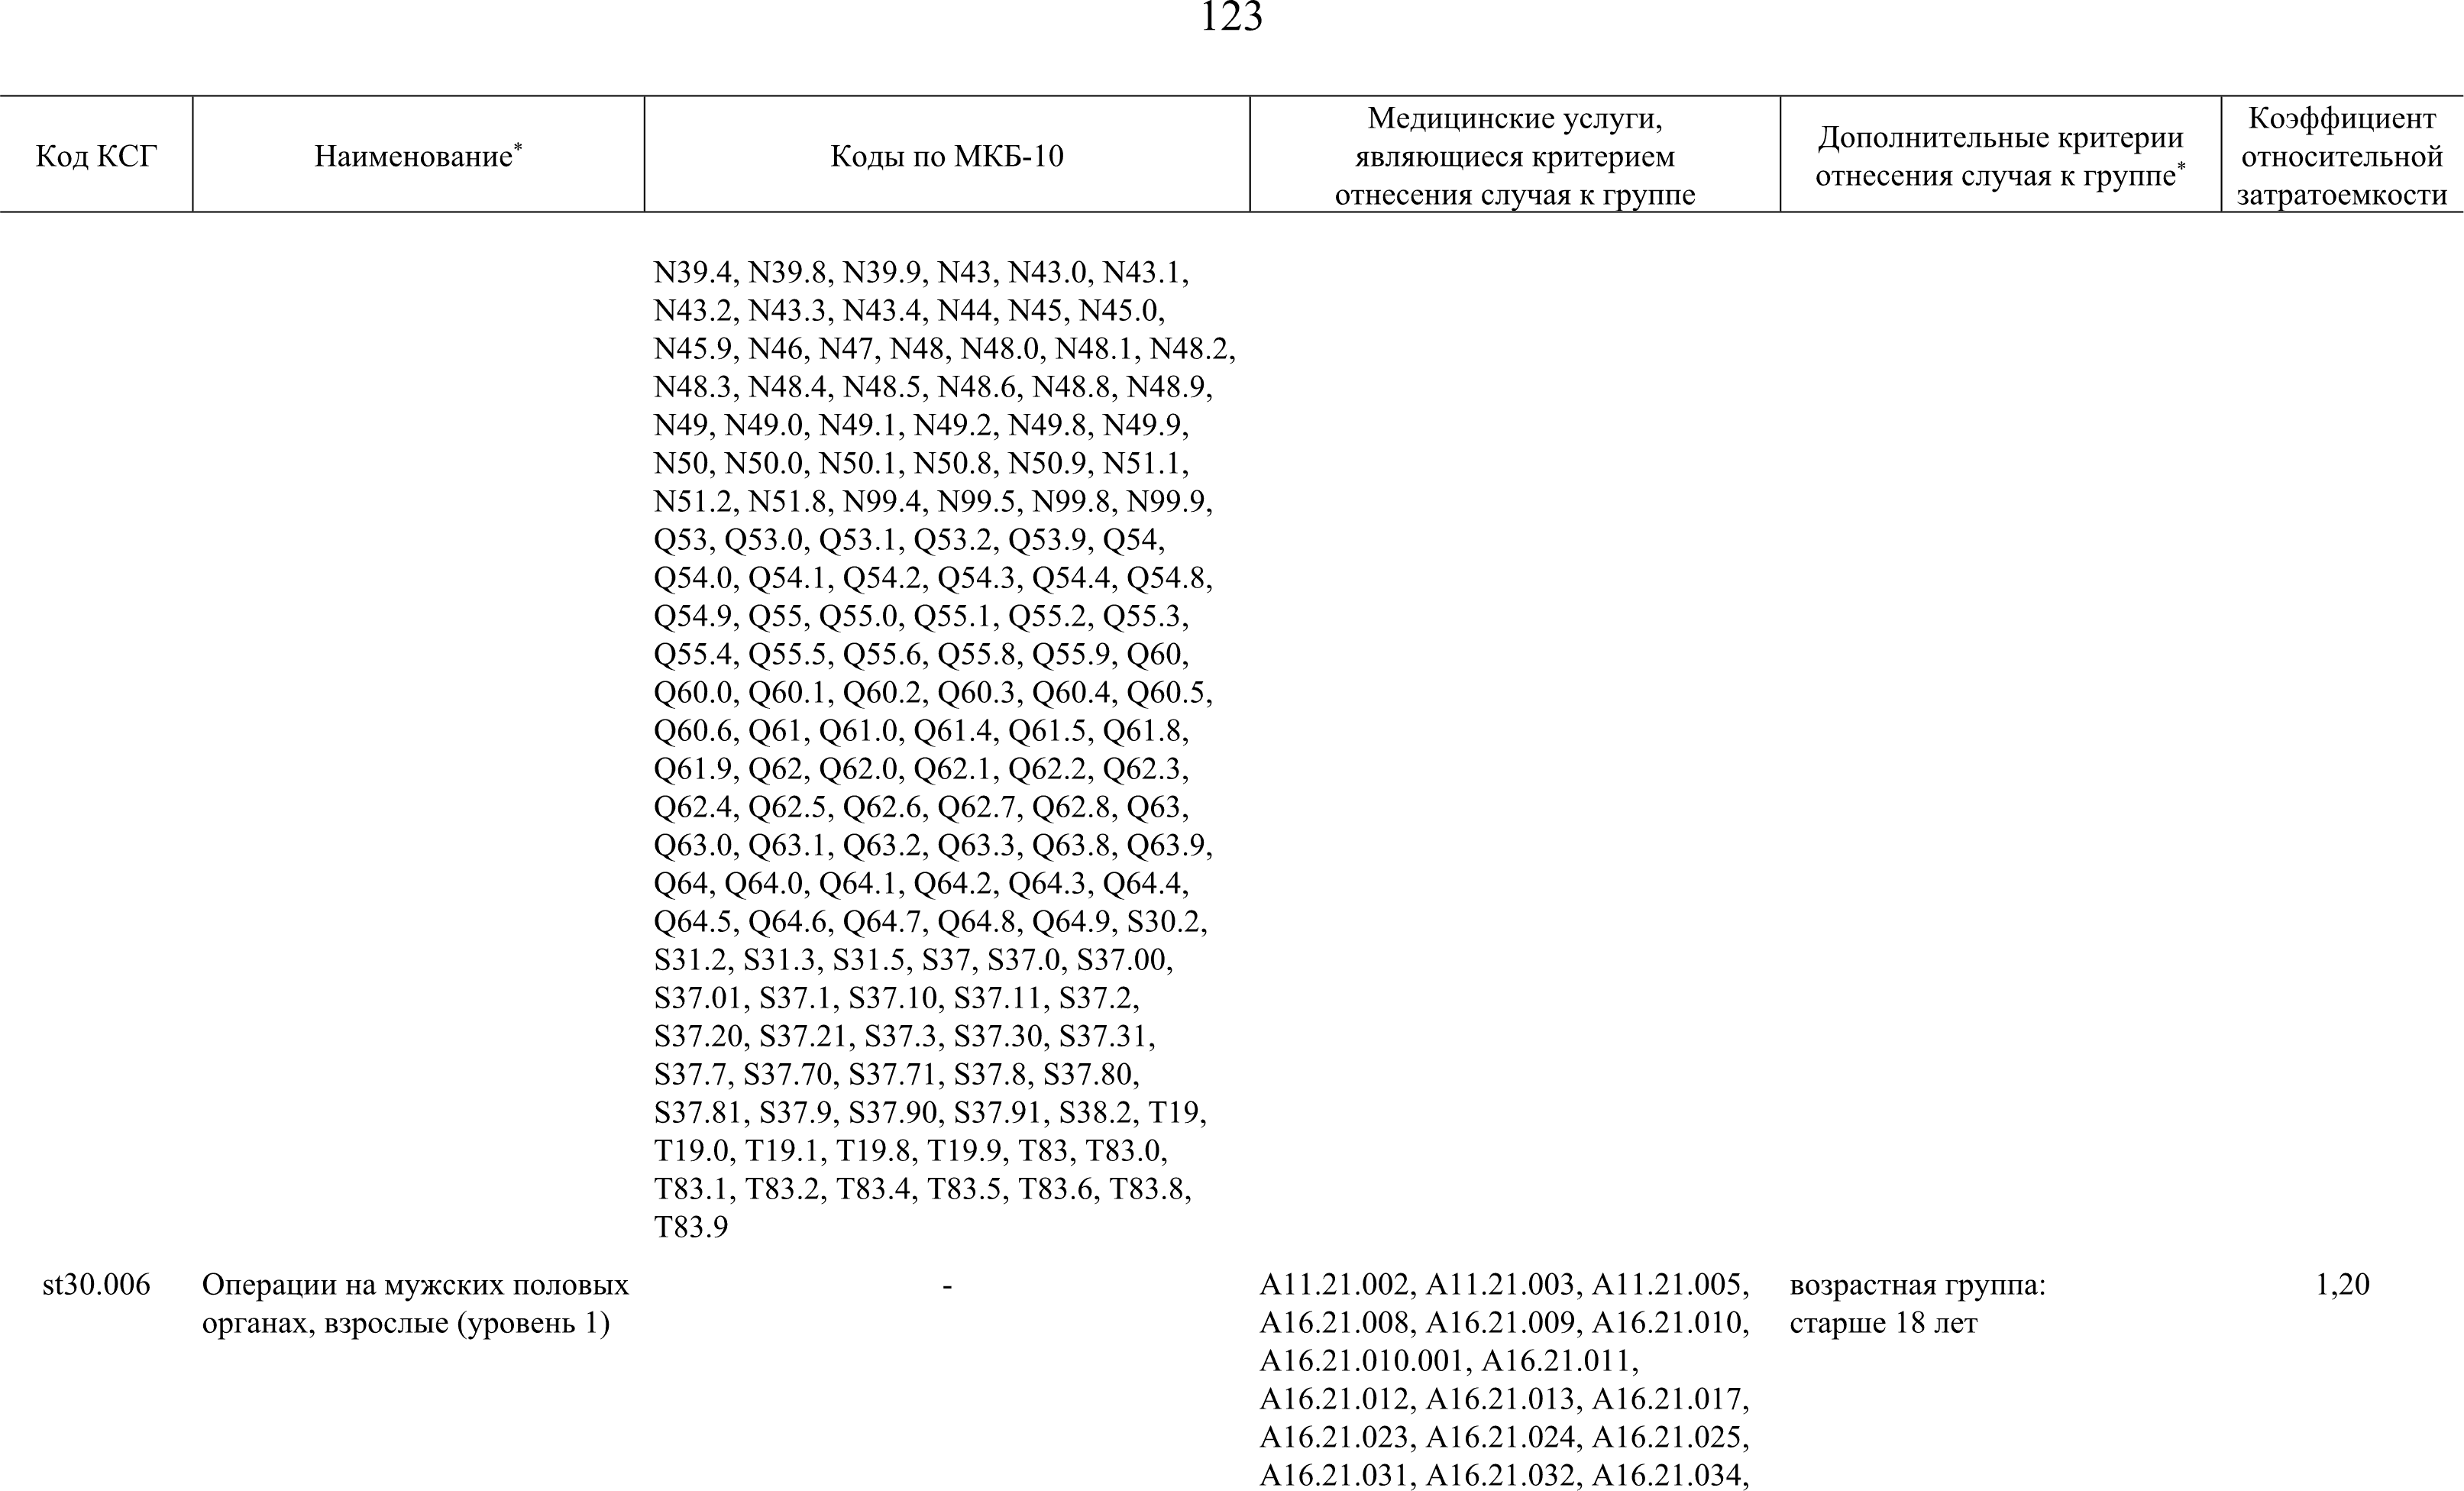 123
Код КСГ
Наименование*
Коды по МКБ-10
Медицинские услуги,
являющиеся критерием
отнесения случая к группе
Дополнительные критерии
отнесения случая к группе*
Коэффициент
относительной
затратоемкости
N39.4, N39.8, N39.9, N43, N43.0, N43.1,
N43.2, N43.3, N43.4, N44, N45, N45.0,
N45.9, N46, N47, N48, N48.0, N48.1, N48.2,
N48.3, N48.4, N48.5, N48.6, N48.8, N48.9,
N49, N49.0, N49.1, N49.2, N49.8, N49.9,
N50, N50.0, N50.1, N50.8, N50.9, N51.1,
N51.2, N51.8, N99.4, N99.5, N99.8, N99.9,
Q53, Q53.0, Q53.1, Q53.2, Q53.9, Q54,
Q54.0, Q54.1, Q54.2, Q54.3, Q54.4, Q54.8,
Q54.9, Q55, Q55.0, Q55.1, Q55.2, Q55.3,
Q55.4, Q55.5, Q55.6, Q55.8, Q55.9, Q60,
Q60.0, Q60.1, Q60.2, Q60.3, Q60.4, Q60.5,
Q60.6, Q61, Q61.0, Q61.4, Q61.5, Q61.8,
Q61.9, Q62, Q62.0, Q62.1, Q62.2, Q62.3,
Q62.4, Q62.5, Q62.6, Q62.7, Q62.8, Q63,
Q63.0, Q63.1, Q63.2, Q63.3, Q63.8, Q63.9,
Q64, Q64.0, Q64.1, Q64.2, Q64.3, Q64.4,
Q64.5, Q64.6, Q64.7, Q64.8, Q64.9, S30.2,
S31.2, S31.3, S31.5, S37, S37.0, S37.00,
S37.01, S37.1, S37.10, S37.11, S37.2,
S37.20, S37.21, S37.3, S37.30, S37.31,
S37.7, S37.70, S37.71, S37.8, S37.80,
S37.81, S37.9, S37.90, S37.91, S38.2, T19,
T19.0, T19.1, T19.8, T19.9, T83, T83.0,
T83.1, T83.2, T83.4, T83.5, T83.6, T83.8,
T83.9
st30.006
Операции на мужских половых
органах, взрослые (уровень 1)
-
A11.21.002, A11.21.003, A11.21.005,
A16.21.008, A16.21.009, A16.21.010,
A16.21.010.001, A16.21.011,
A16.21.012, A16.21.013, A16.21.017,
A16.21.023, A16.21.024, A16.21.025,
A16.21.031, A16.21.032, A16.21.034,
возрастная группа:
старше 18 лет
1,20